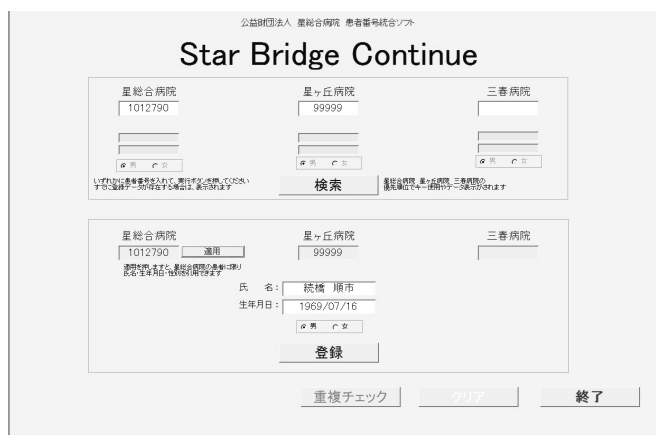 公益財団法人 星総合病院 患者番号統合ソフト
Star Bridge Continue
星総合病院 星ヶ丘病院 三春病院
1012790 99999
男 女 男 女 男 女
いずれかに患者番号を入れて、実行ボタンを押してください
すでに登録データが存在する場合は、表示されます
検索
星総合病院 星ヶ丘病院 三春病院の
優先順位でキー使用やデータ表示がされます
星総合病院 星ヶ丘病院 三春病院
1012790 適用 99999
適用を押しますと、星総合病院の患者に限り
氏名・生年月日・性別を引用できます
氏 名: 続橋 順市
生年月日: 1969/07/16
男 女
登録
重複チェック クリア 終了